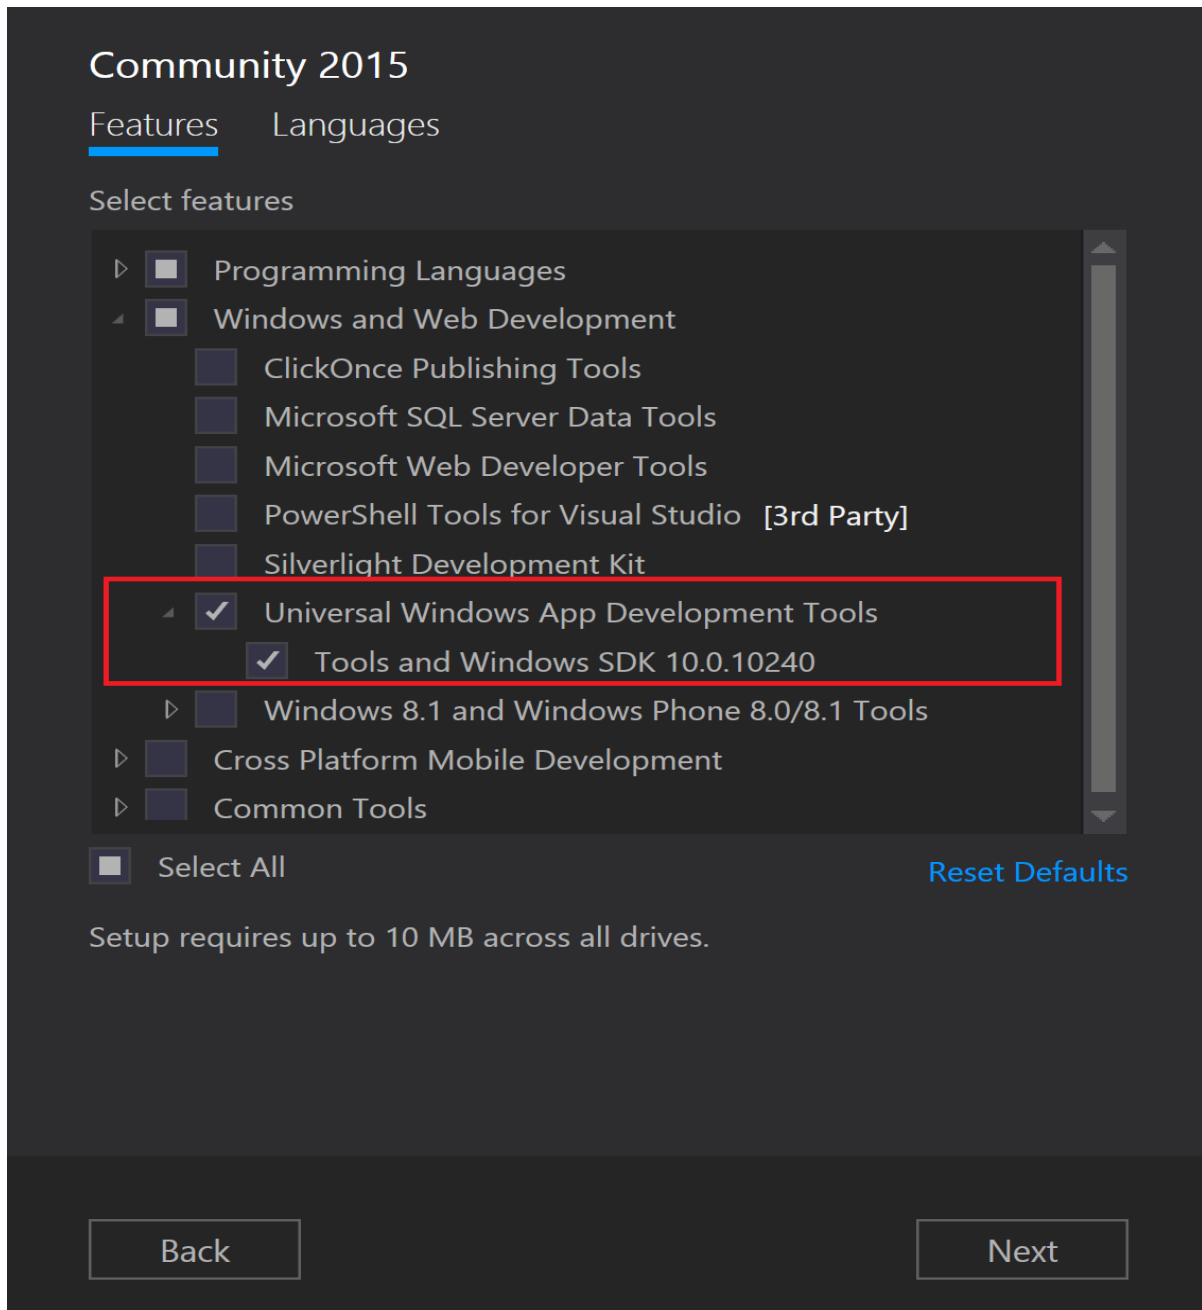 Community 2015
Features Languages
Select features
Programming Languages
Windows and Web Development
ClickOnce Publishing Tools
Microsoft SQL Server Data Tools
Microsoft Web Developer Tools
PowerShell Tools for Visual Studio [3rd Party]
Silverlight Development Kit
Universal Windows App Development Tools
Tools and Windows SDK 10.0.10240
Windows 8.1 and Windows Phone 8.0/8.1 Tools
Cross Platform Mobile Development
Common Tools
Select All
Reset Defaults
Setup requires up to 10 MB across all drives.
Back Next